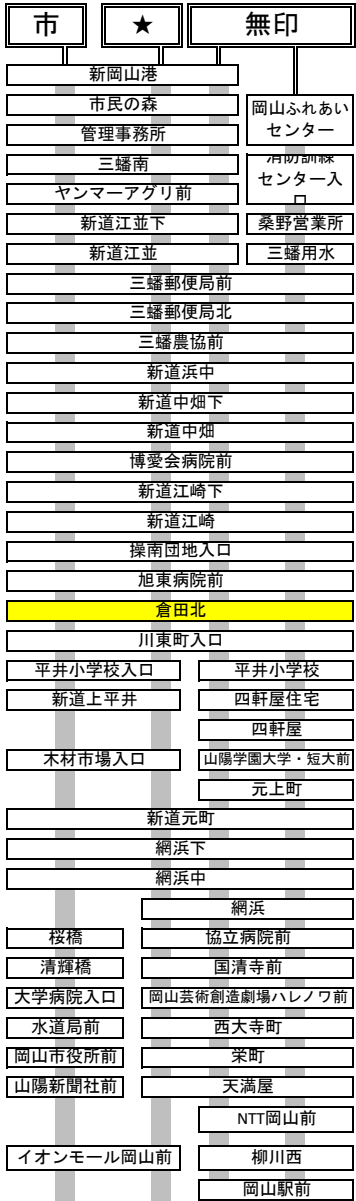 市 ★ 無印
新岡山港
市民の森
岡山ふれあい
センター
管理事務所
三蟠南
消防訓練
センター入
口
ヤンマーアグリ前
新道江並下 桑野営業所
新道江並 三蟠用水
三蟠郵便局前
三蟠郵便局北
三蟠農協前
新道浜中
新道中畑下
新道中畑
博愛会病院前
新道江崎下
新道江崎
操南団地入口
旭東病院前
倉田北
川東町入口
平井小学校入口 平井小学校
新道上平井 四軒屋住宅
四軒屋
木材市場入口 山陽学園大学・短大前
元上町
新道元町
網浜下
網浜中
網浜
桜橋 協立病院前
清輝橋 国清寺前
大学病院入口 岡山芸術創造劇場ハレノワ前
水道局前 西大寺町
岡山市役所前 栄町
山陽新聞社前 天満屋
NTT岡山前
イオンモール岡山前 柳川西
岡山駅前